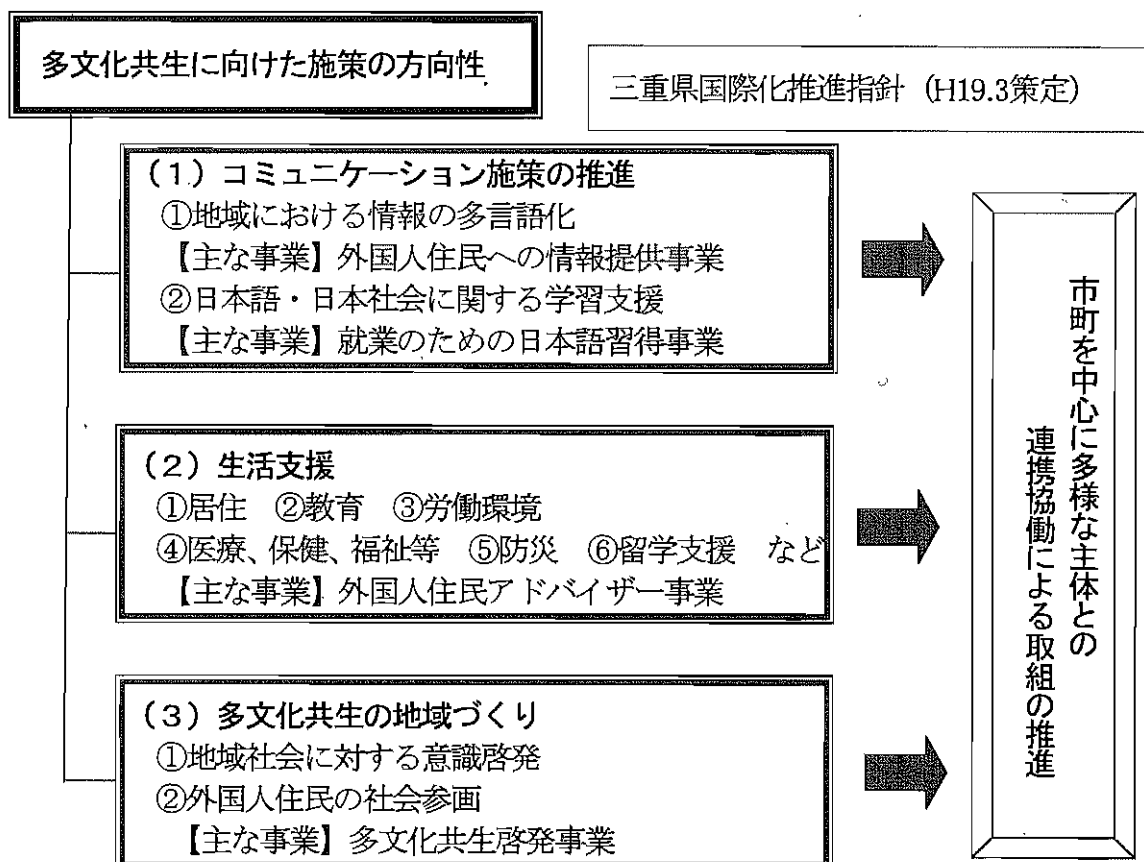 多文化共生に向けた施策の方向性
三重県国際化推進指針 (H19.3策定)
(1) コミュニケーション施策の推進
①地域における情報の多言語化
【主な事業】外国人住民への情報提供事業
②日本語・日本社会に関する学習支援
【主な事業】就業のための日本語習得事業
(2) 生活支援
①居住 ②教育 ③労働環境
④医療、保健、福祉等 ⑤防災 ⑥留学支援 など
【主な事業】外国人住民アドバイザー事業
(3) 多文化共生の地域づくり
①地域社会に対する意識啓発
②外国人住民の社会参画
【主な事業】多文化共生啓発事業
市町を中心に多様な主体との
連携協働による取組の推進